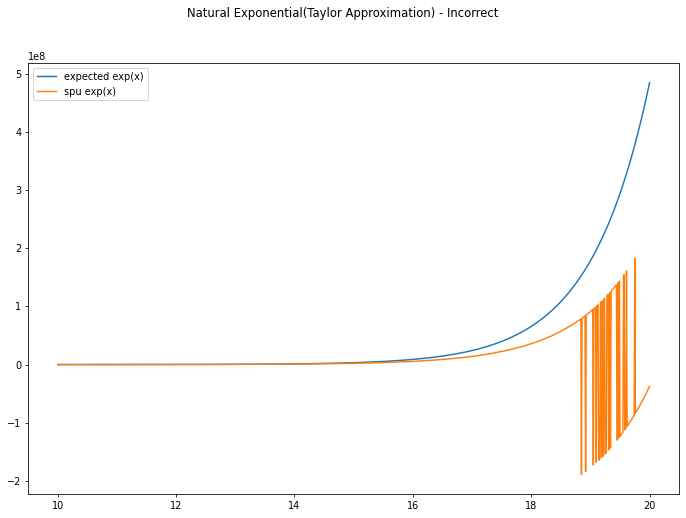 Natural Exponential(Taylor Approximation) - Incorrect
1e8
expected exp(x)
spu exp(x)
5
4
3
2
1
0
−1
−2
10 12 14 16 18 20